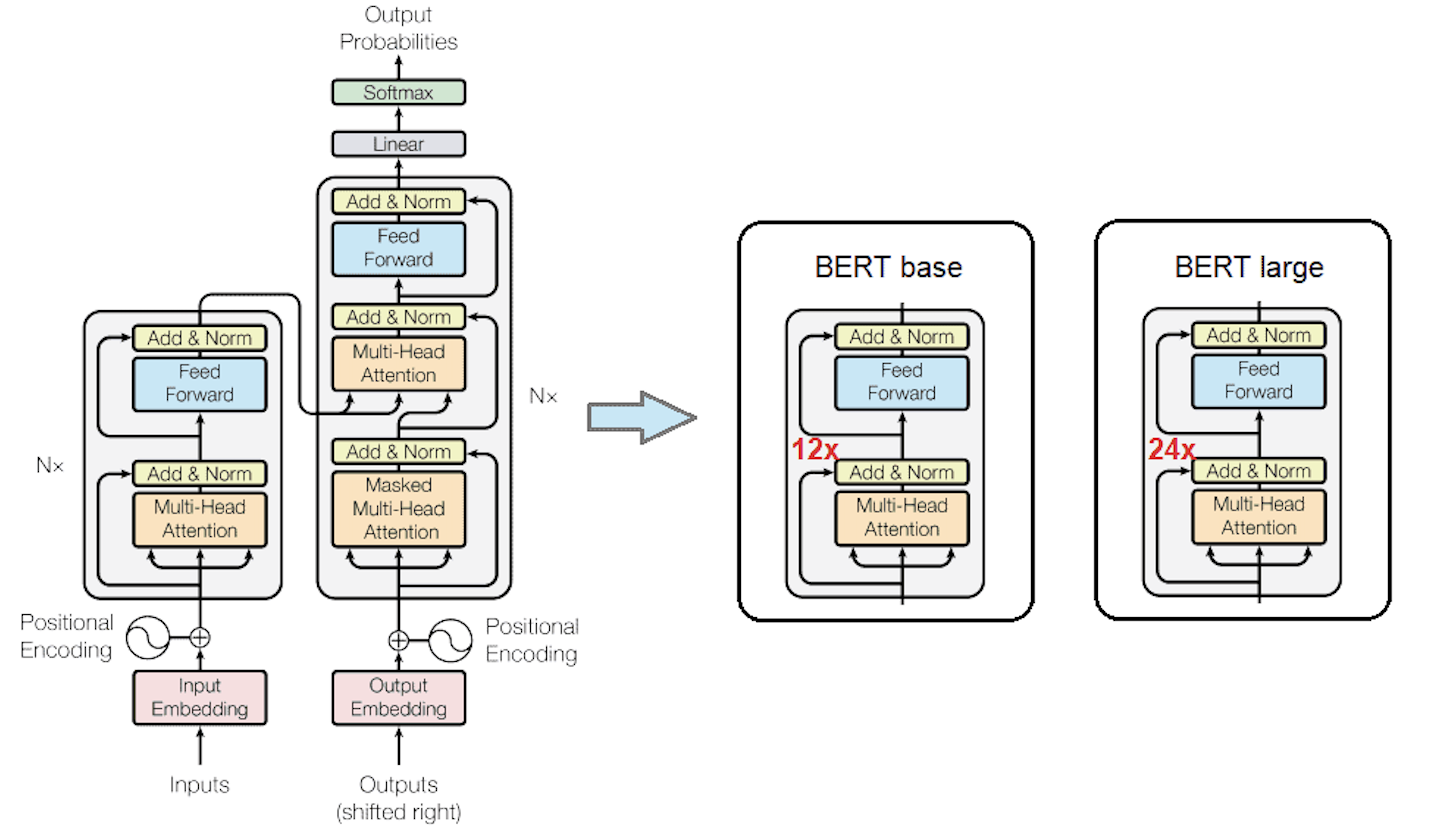 Output
Probabilities
Softmax
Linear
Add & Norm
Feed
Forward
Add & Norm
Multi-Head
Attention
Add & Norm
Masked
Multi-Head
Attention
Nx
Positional
Encoding
Output
Embedding
Outputs
(shifted right)
Add & Norm
Feed
Forward
Add & Norm
Multi-Head
Attention
Nx
Positional
Encoding
Input
Embedding
Inputs
BERT base
Add & Norm
Feed
Forward
12x
Add & Norm
Multi-Head
Attention
BERT large
Add & Norm
Feed
Forward
24x
Add & Norm
Multi-Head
Attention